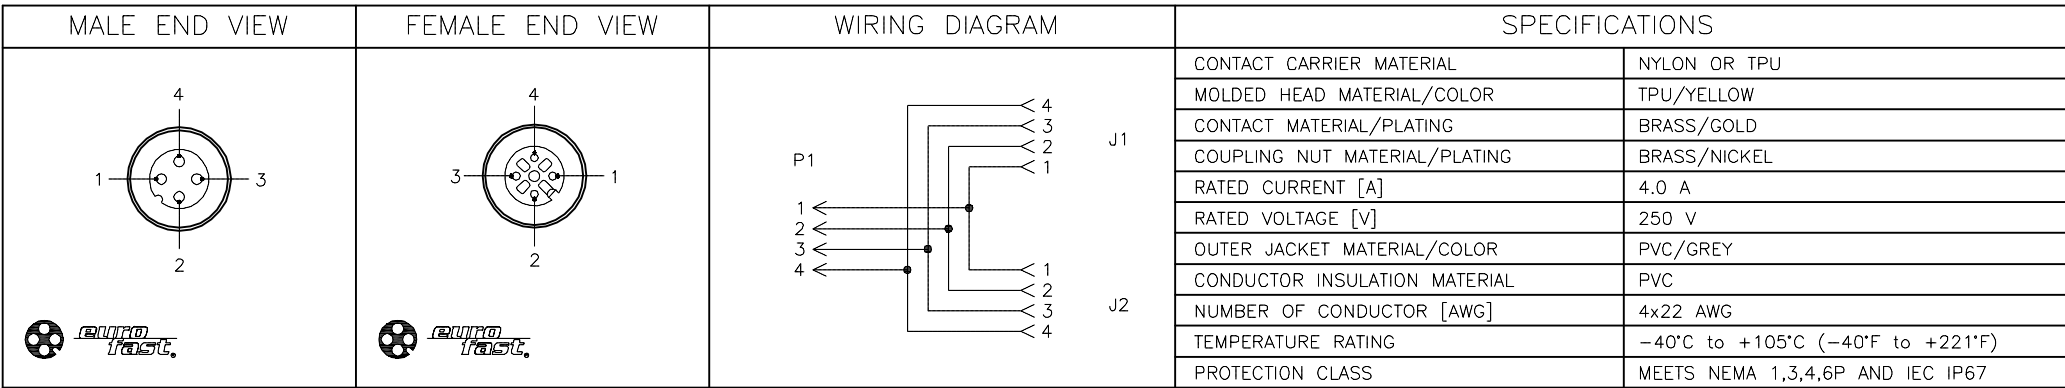 MALE END VIEW
4
1
3
2
euro
fast®
FEMALE END VIEW
4
3
1
2
euro
fast®
WIRING DIAGRAM
P1
1
2
3
4
4
3
2
1
J1
1
2
3
4
J2
SPECIFICATIONS
CONTACT CARRIER MATERIAL NYLON OR TPU
MOLDED HEAD MATERIAL/COLOR TPU/YELLOW
CONTACT MATERIAL/PLATING BRASS/GOLD
COUPLING NUT MATERIAL/PLATING BRASS/NICKEL
RATED CURRENT [A] 4.0 A
RATED VOLTAGE [V] 250 V
OUTER JACKET MATERIAL/COLOR PVC/GREY
CONDUCTOR INSULATION MATERIAL PVC
NUMBER OF CONDUCTOR [AWG] 4x22 AWG
TEMPERATURE RATING -40°C to +105°C (-40°F to +221°F)
PROTECTION CLASS MEETS NEMA 1,3,4,6P AND IEC IP67